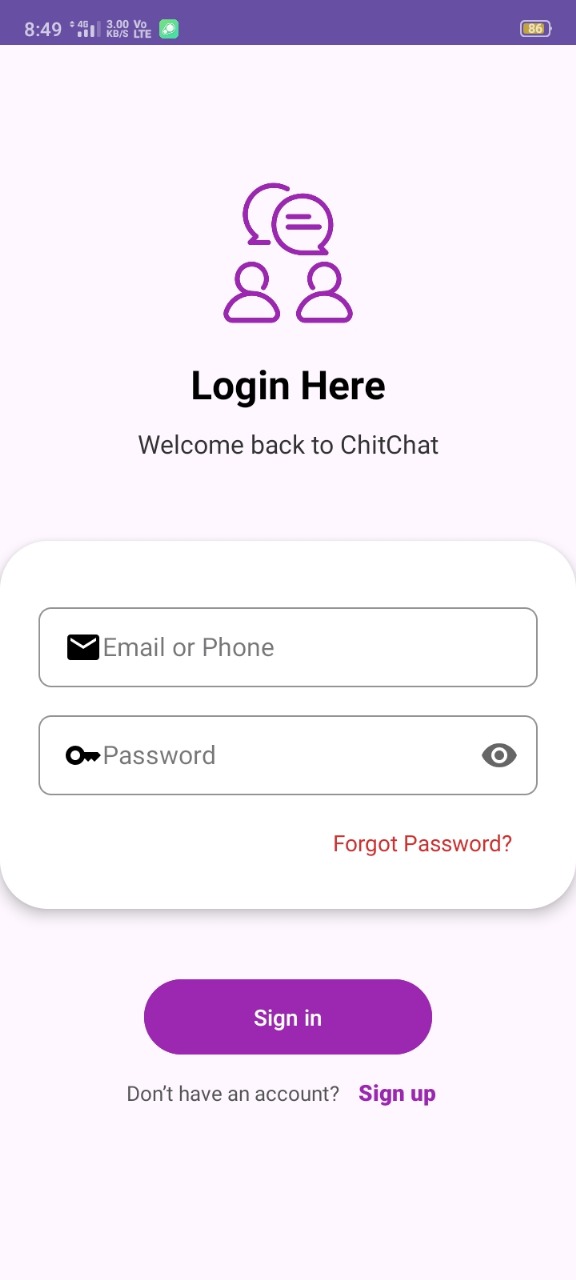 8:49 4G 3.00 KB/S Vo LTE 86
Login Here
Welcome back to ChitChat
Email or Phone
Password
Forgot Password?
Sign in
Don’t have an account? Sign up